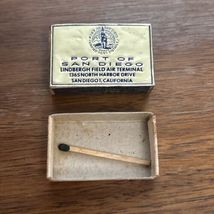 PORT OF
SAN DIEGO
LINDBERGH FIELD AIR TERMINAL
1365 NORTH HARBOR DRIVE
SAN DIEGO 1, CALIFORNIA